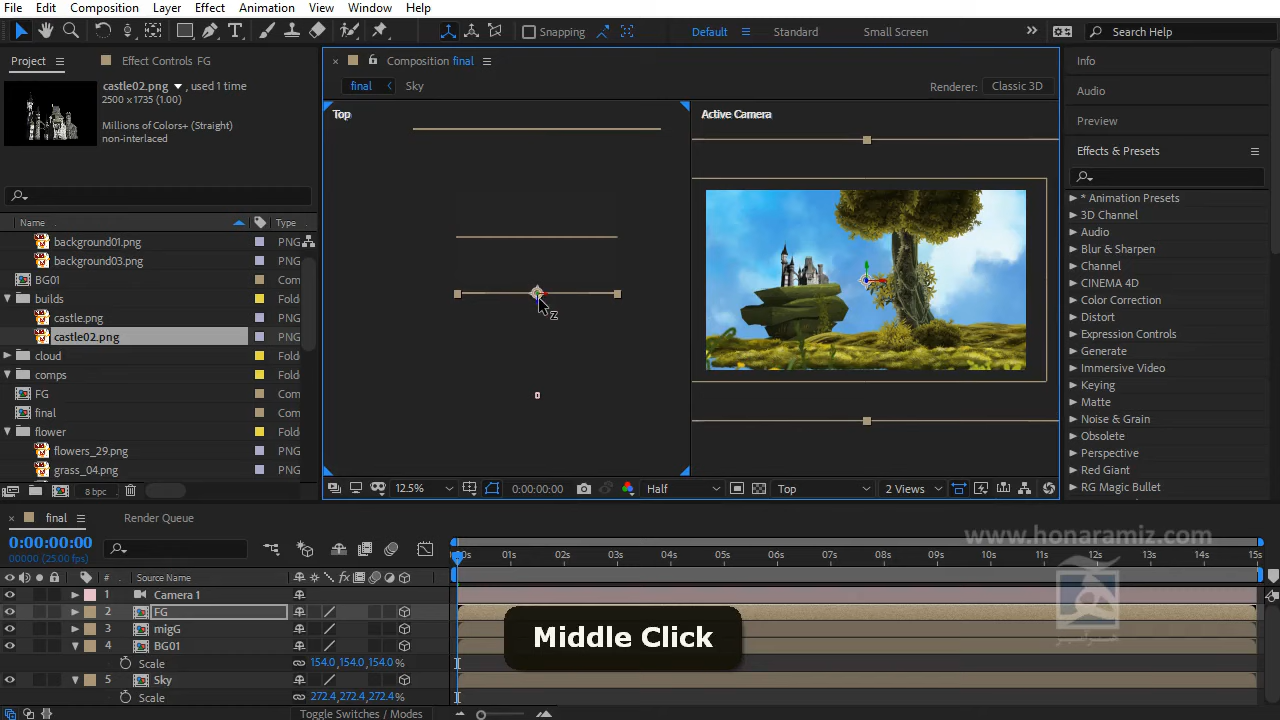 File Edit Composition Layer Effect Animation View Window Help
Snapping Default Standard Small Screen Search Help
Project Effect Controls FG
castle02.png , used 1 time
2500 x 1735 (1.00)
Millions of Colors+ (Straight)
non-interlaced
Name Type
background01.png PNG
background03.png PNG
BG01 Com
builds Fold
castle.png PNG
castle02.png PNG
cloud Fold
comps Fold
FG Com
final Com
flower Fold
flowers_29.png PNG
grass_04.png PNG
8 bpc
Composition final
final Sky
Renderer: Classic 3D
Top
Active Camera
Z
12.5% 0:00:00:00 Half Top 2 Views
Info
Audio
Preview
Effects & Presets
* Animation Presets
3D Channel
Audio
Blur & Sharpen
Channel
CINEMA 4D
Color Correction
Distort
Expression Controls
Generate
Immersive Video
Keying
Matte
Noise & Grain
Obsolete
Perspective
Red Giant
RG Magic Bullet
final Render Queue
0:00:00:00
00000 (25.00 fps)
# Source Name
1 Camera 1
2 FG
3 migG
4 BG01
Scale 154.0,154.0,154.0%
5 Sky
Scale 272.4,272.4,272.4%
Toggle Switches / Modes
01s 02s 03s 04s 05s 06s 07s 08s 09s 10s 11s 12s 13s 14s 15s
Middle Click
www.honaramiz.com